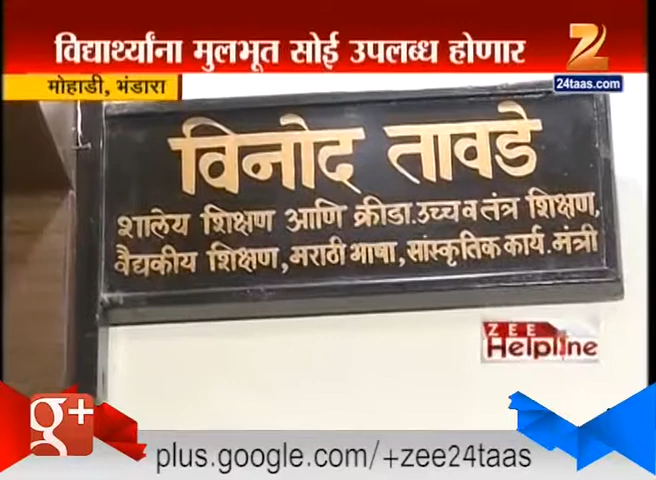 विद्यार्थ्यांना मुलभूत सोई उपलब्ध होणार
24taas.com
मोहाडी, भंडारा
विनोद तावडे
शालेय शिक्षण आणि क्रीडा.उच्च व तंत्र शिक्षण,
वैद्यकीय शिक्षण,मराठी भाषा,सांस्कृतिक कार्य.मंत्री
ZEE
Helpline
g+
plus.google.com/+zee24taas